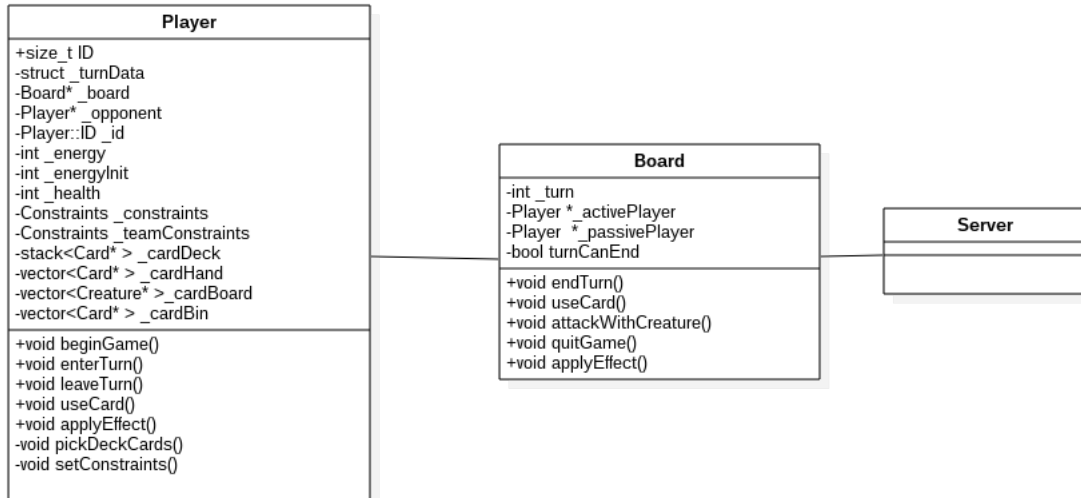 Player
+size_t ID
-struct _turnData
-Board* _board
-Player* _opponent
-Player::ID _id
-int _energy
-int _energyInit
-int _health
-Constraints _constraints
-Constraints _teamConstraints
-stack<Card* > _cardDeck
-vector<Card* > _cardHand
-vector<Creature* >_cardBoard
-vector<Card* > _cardBin
+void beginGame()
+void enterTurn()
+void leaveTurn()
+void useCard()
+void applyEffect()
-void pickDeckCards()
-void setConstraints()
Board
-int _turn
-Player *_activePlayer
-Player  *_passivePlayer
-bool turnCanEnd
+void endTurn()
+void useCard()
+void attackWithCreature()
+void quitGame()
+void applyEffect()
Server